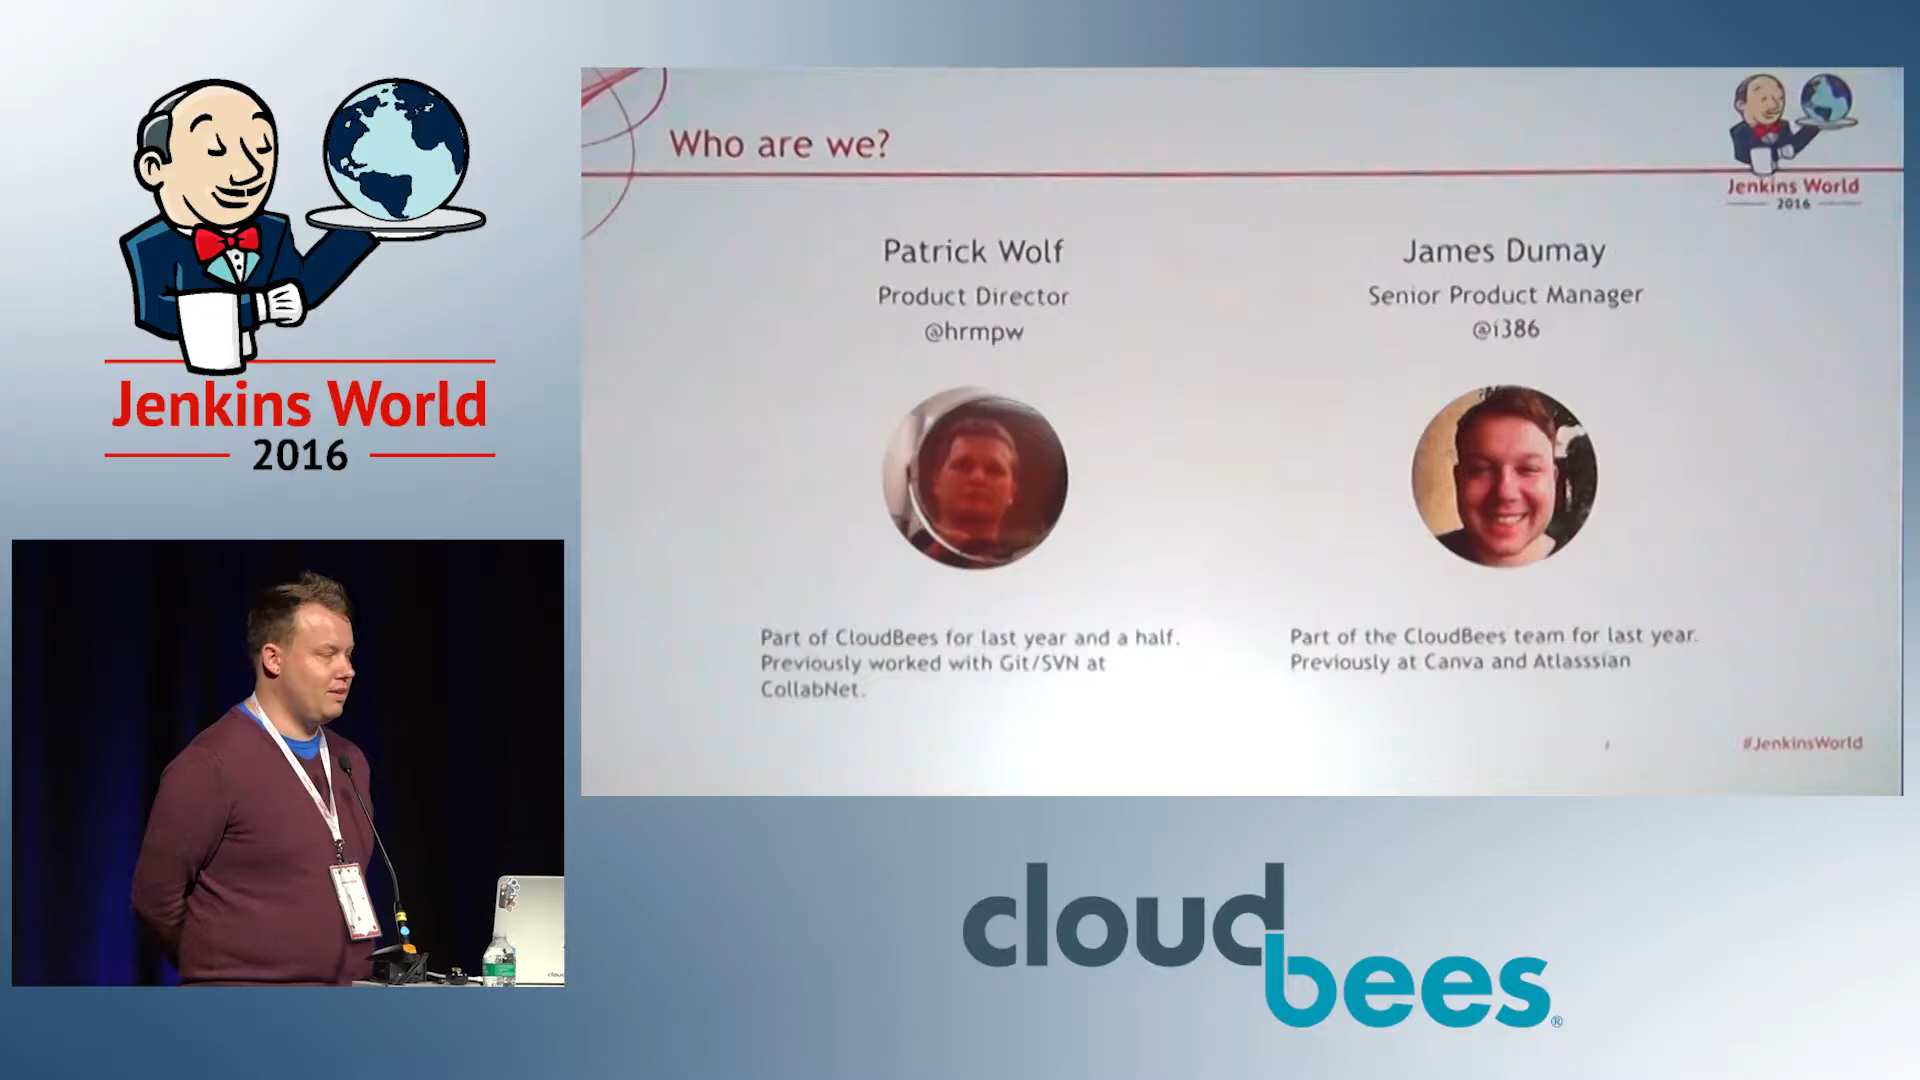 Jenkins World
2016
Who are we?
Jenkins World
2016
Patrick Wolf
Product Director
@hrmpw
James Dumay
Senior Product Manager
@i386
Part of CloudBees for last year and a half.
Previously worked with Git/SVN at
CollabNet.
Part of the CloudBees team for last year.
Previously at Canva and Atlasssian
#JenkinsWorld
cloud
bees®